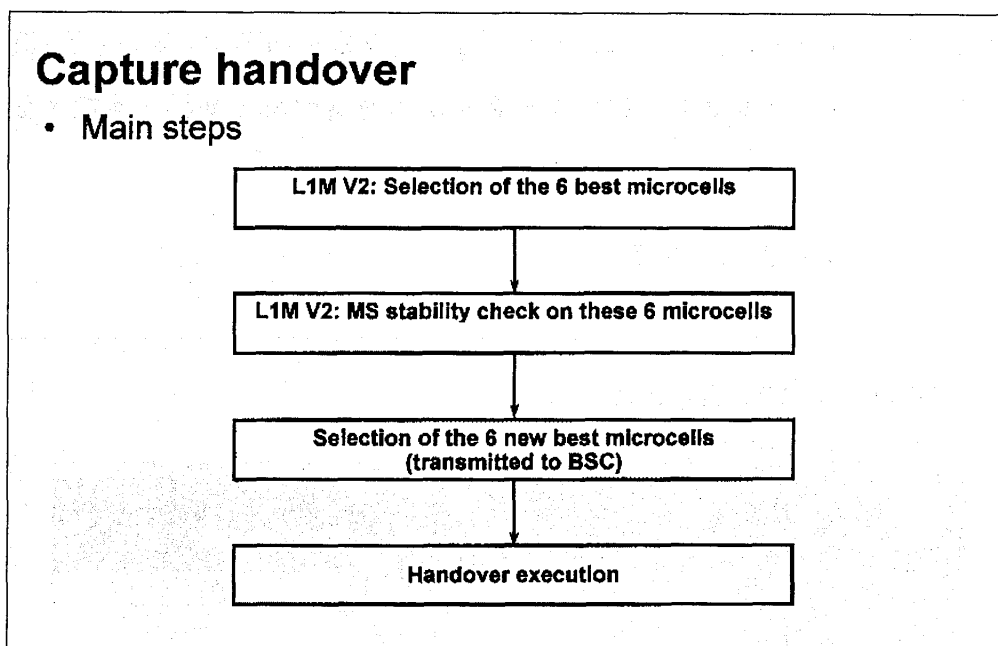 Capture handover
• Main steps
L1M V2: Selection of the 6 best microcells
L1M V2: MS stability check on these 6 microcells
Selection of the 6 new best microcells
(transmitted to BSC)
Handover execution